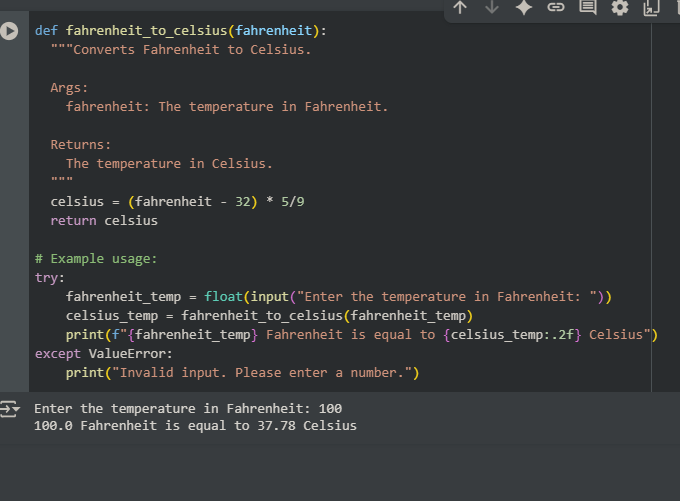 def fahrenheit_to_celsius(fahrenheit):
  """Converts Fahrenheit to Celsius.

  Args:
    fahrenheit: The temperature in Fahrenheit.

  Returns:
    The temperature in Celsius.
  """
  celsius = (fahrenheit - 32) * 5/9
  return celsius

# Example usage:
try:
    fahrenheit_temp = float(input("Enter the temperature in Fahrenheit: "))
    celsius_temp = fahrenheit_to_celsius(fahrenheit_temp)
    print(f"{fahrenheit_temp} Fahrenheit is equal to {celsius_temp:.2f} Celsius")
except ValueError:
    print("Invalid input. Please enter a number.")
Enter the temperature in Fahrenheit: 100
100.0 Fahrenheit is equal to 37.78 Celsius